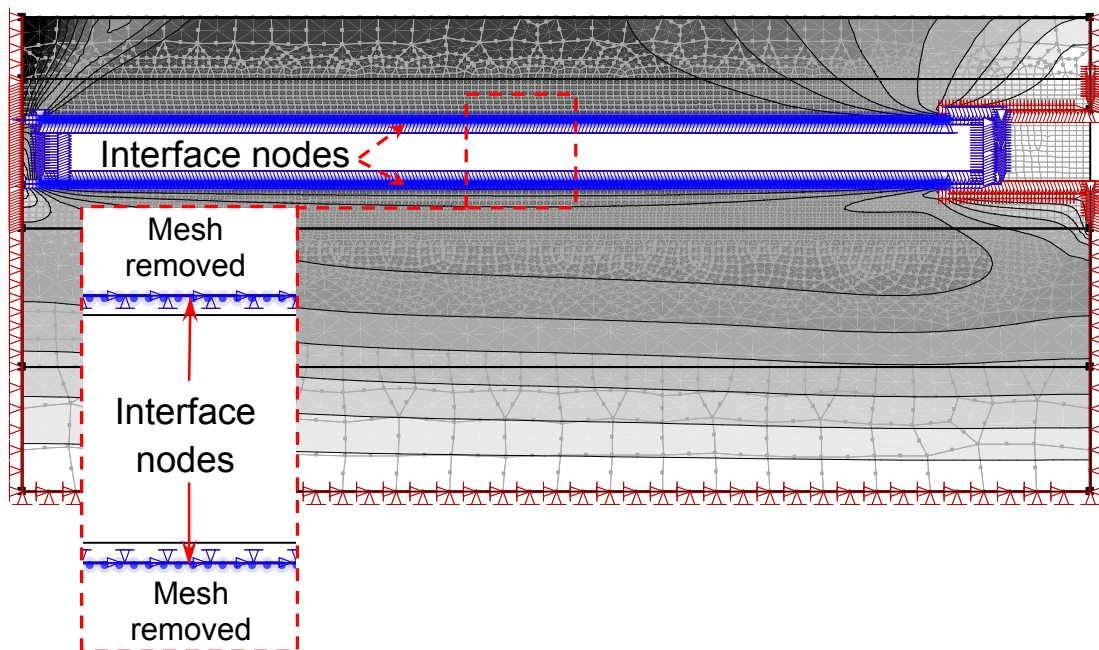 Interface nodes
Mesh
removed
Interface
nodes
Mesh
removed